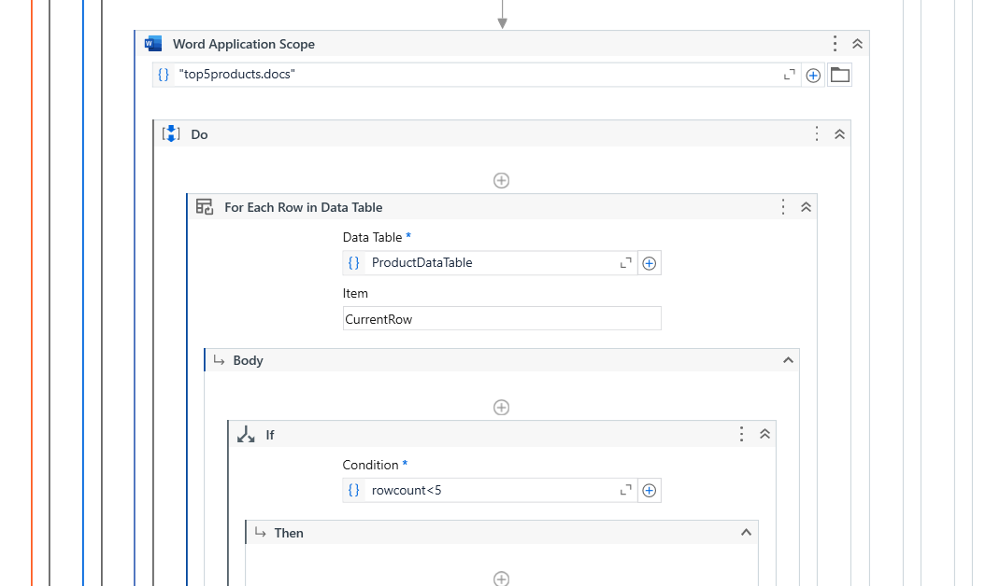 Word Application Scope
"top5products.docs"
Do
For Each Row in Data Table
Data Table *
ProductDataTable
Item
CurrentRow
Body
If
Condition *
rowcount<5
Then